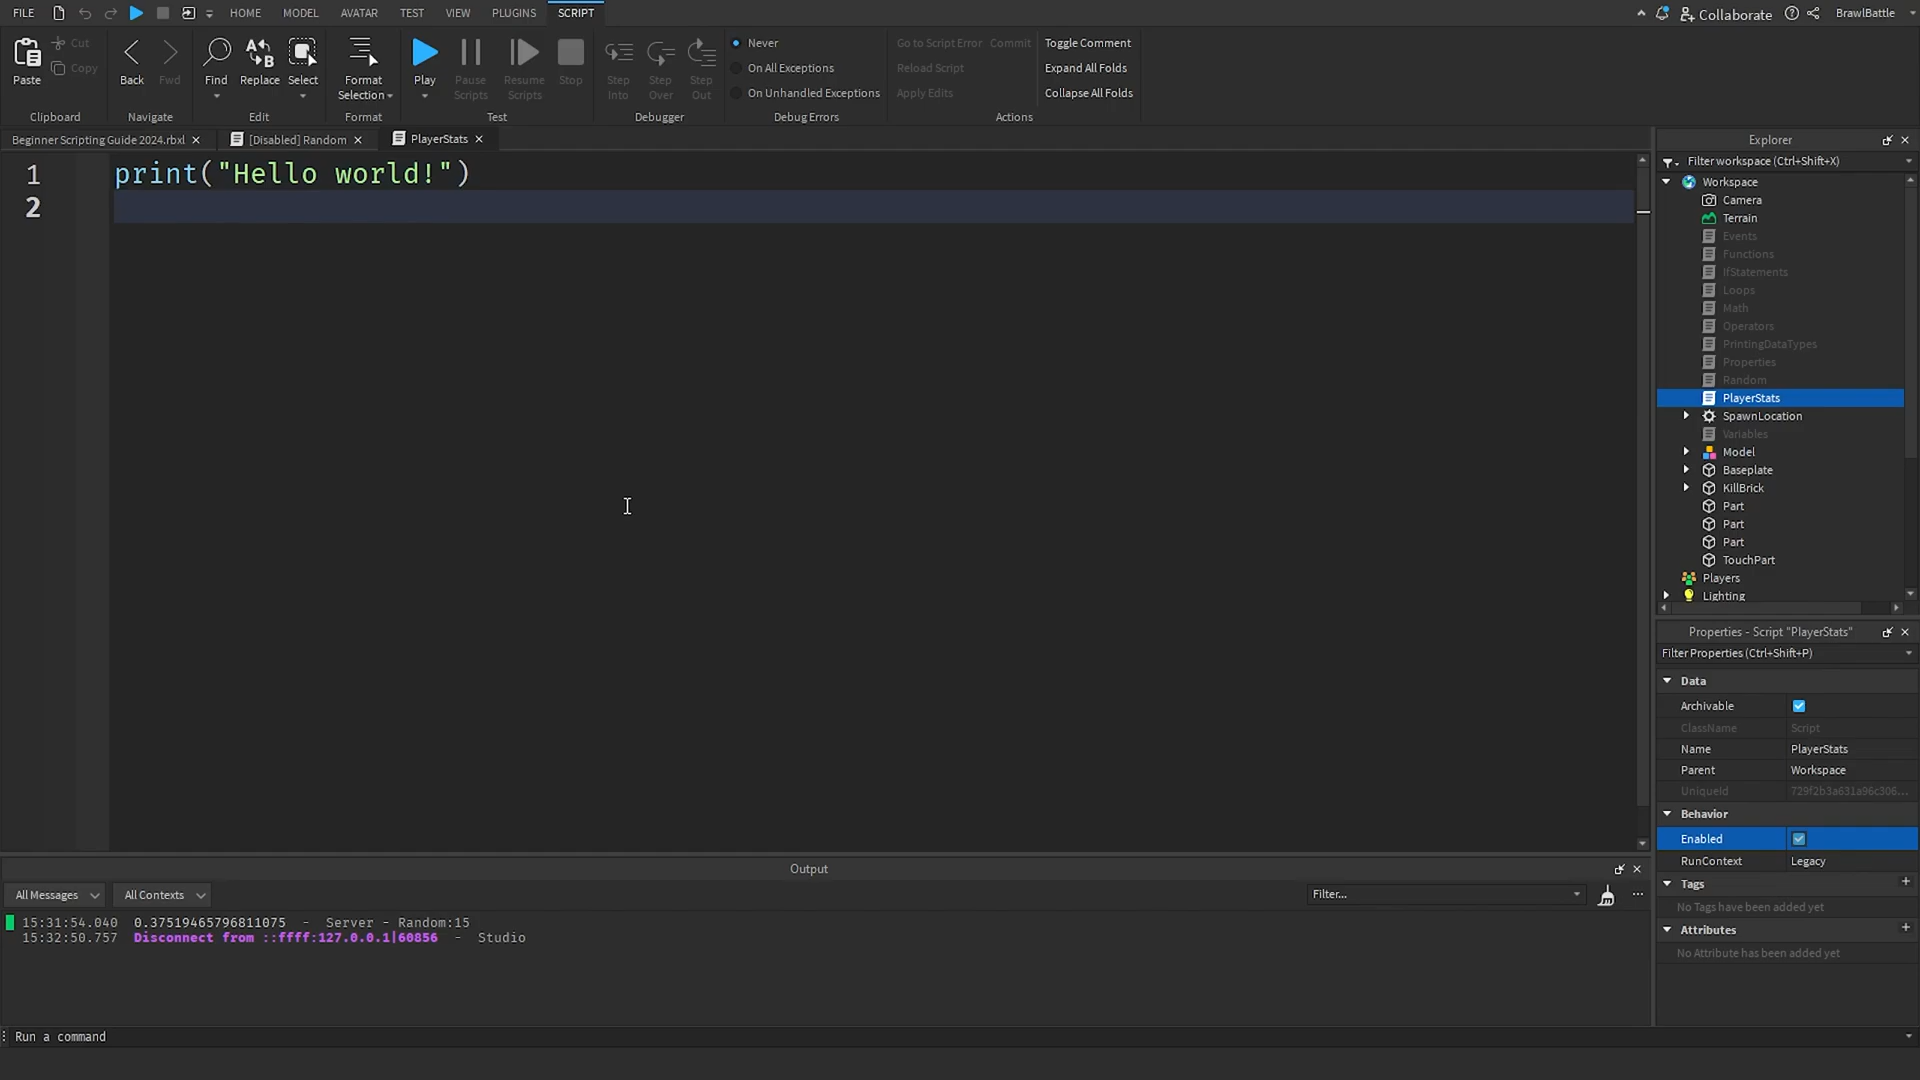 FILE HOME MODEL AVATAR TEST VIEW PLUGINS SCRIPT Collaborate BrawlBattle
Paste Cut Copy
Clipboard
Back Fwd
Navigate
Find Replace Select
Edit
Format Selection
Format
Play Pause Scripts Resume Scripts Stop
Test
Step Into Step Over Step Out
Debugger
Never
On All Exceptions
On Unhandled Exceptions
Debug Errors
Go to Script Error Commit
Reload Script
Apply Edits
Toggle Comment
Expand All Folds
Collapse All Folds
Actions
Beginner Scripting Guide 2024.rbxl × [Disabled] Random × PlayerStats ×
1 print("Hello world!")
2
Explorer
Filter workspace (Ctrl+Shift+X)
Workspace
Camera
Terrain
Events
Functions
IfStatements
Loops
Math
Operators
PrintingDataTypes
Properties
Random
PlayerStats
SpawnLocation
Variables
Model
Baseplate
KillBrick
Part
Part
Part
TouchPart
Players
Lighting
Properties - Script "PlayerStats"
Filter Properties (Ctrl+Shift+P)
Data
Archivable
ClassName Script
Name PlayerStats
Parent Workspace
UniqueId 729f2b3a631a96c306...
Behavior
Enabled
RunContext Legacy
Tags
No Tags have been added yet
Attributes
No Attribute has been added yet
Output
All Messages All Contexts Filter...
15:31:54.040 0.37519465796811075 - Server - Random:15
15:32:50.757 Disconnect from ::ffff:127.0.0.1|60856 - Studio
Run a command